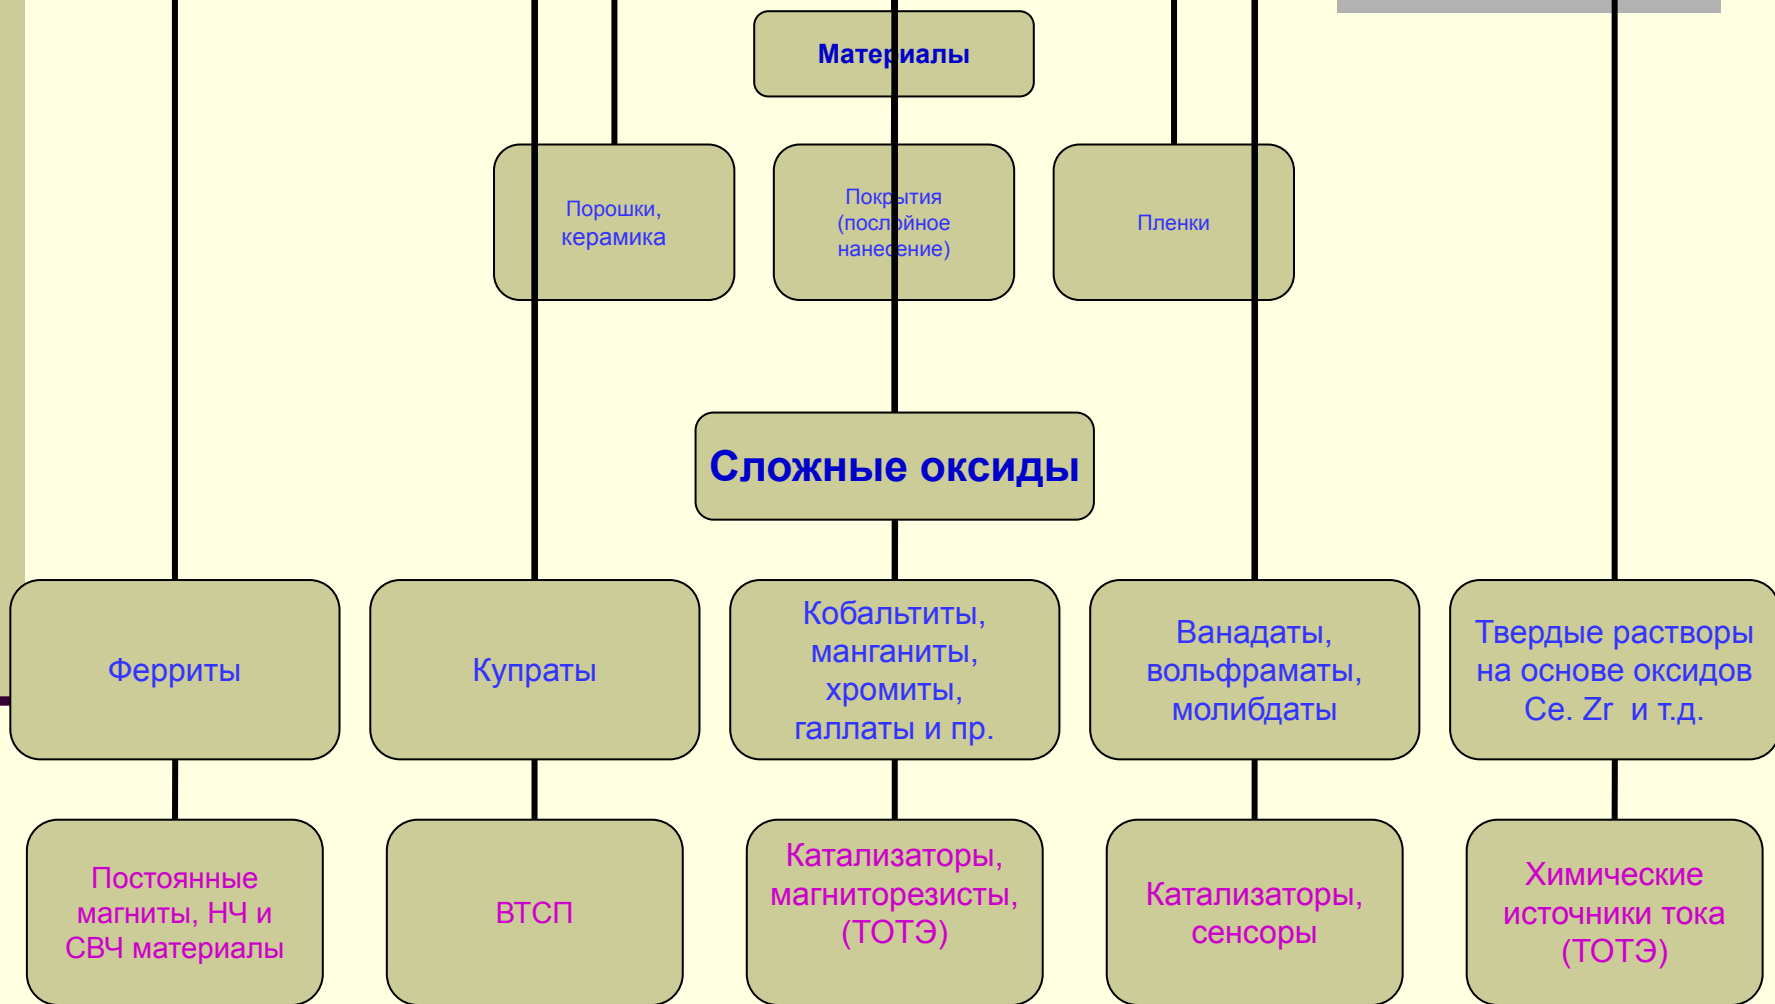 Материалы
Порошки,
керамика
Покрытия
(послойное
нанесение)
Пленки
Сложные оксиды
Ферриты
Купраты
Кобальтиты,
манганиты,
хромиты,
галлаты и пр.
Ванадаты,
вольфраматы,
молибдаты
Твердые растворы
на основе оксидов
Ce. Zr и т.д.
Постоянные
магниты, НЧ и
СВЧ материалы
ВТСП
Катализаторы,
магниторезисты,
(ТОТЭ)
Катализаторы,
сенсоры
Химические
источники тока
(ТОТЭ)